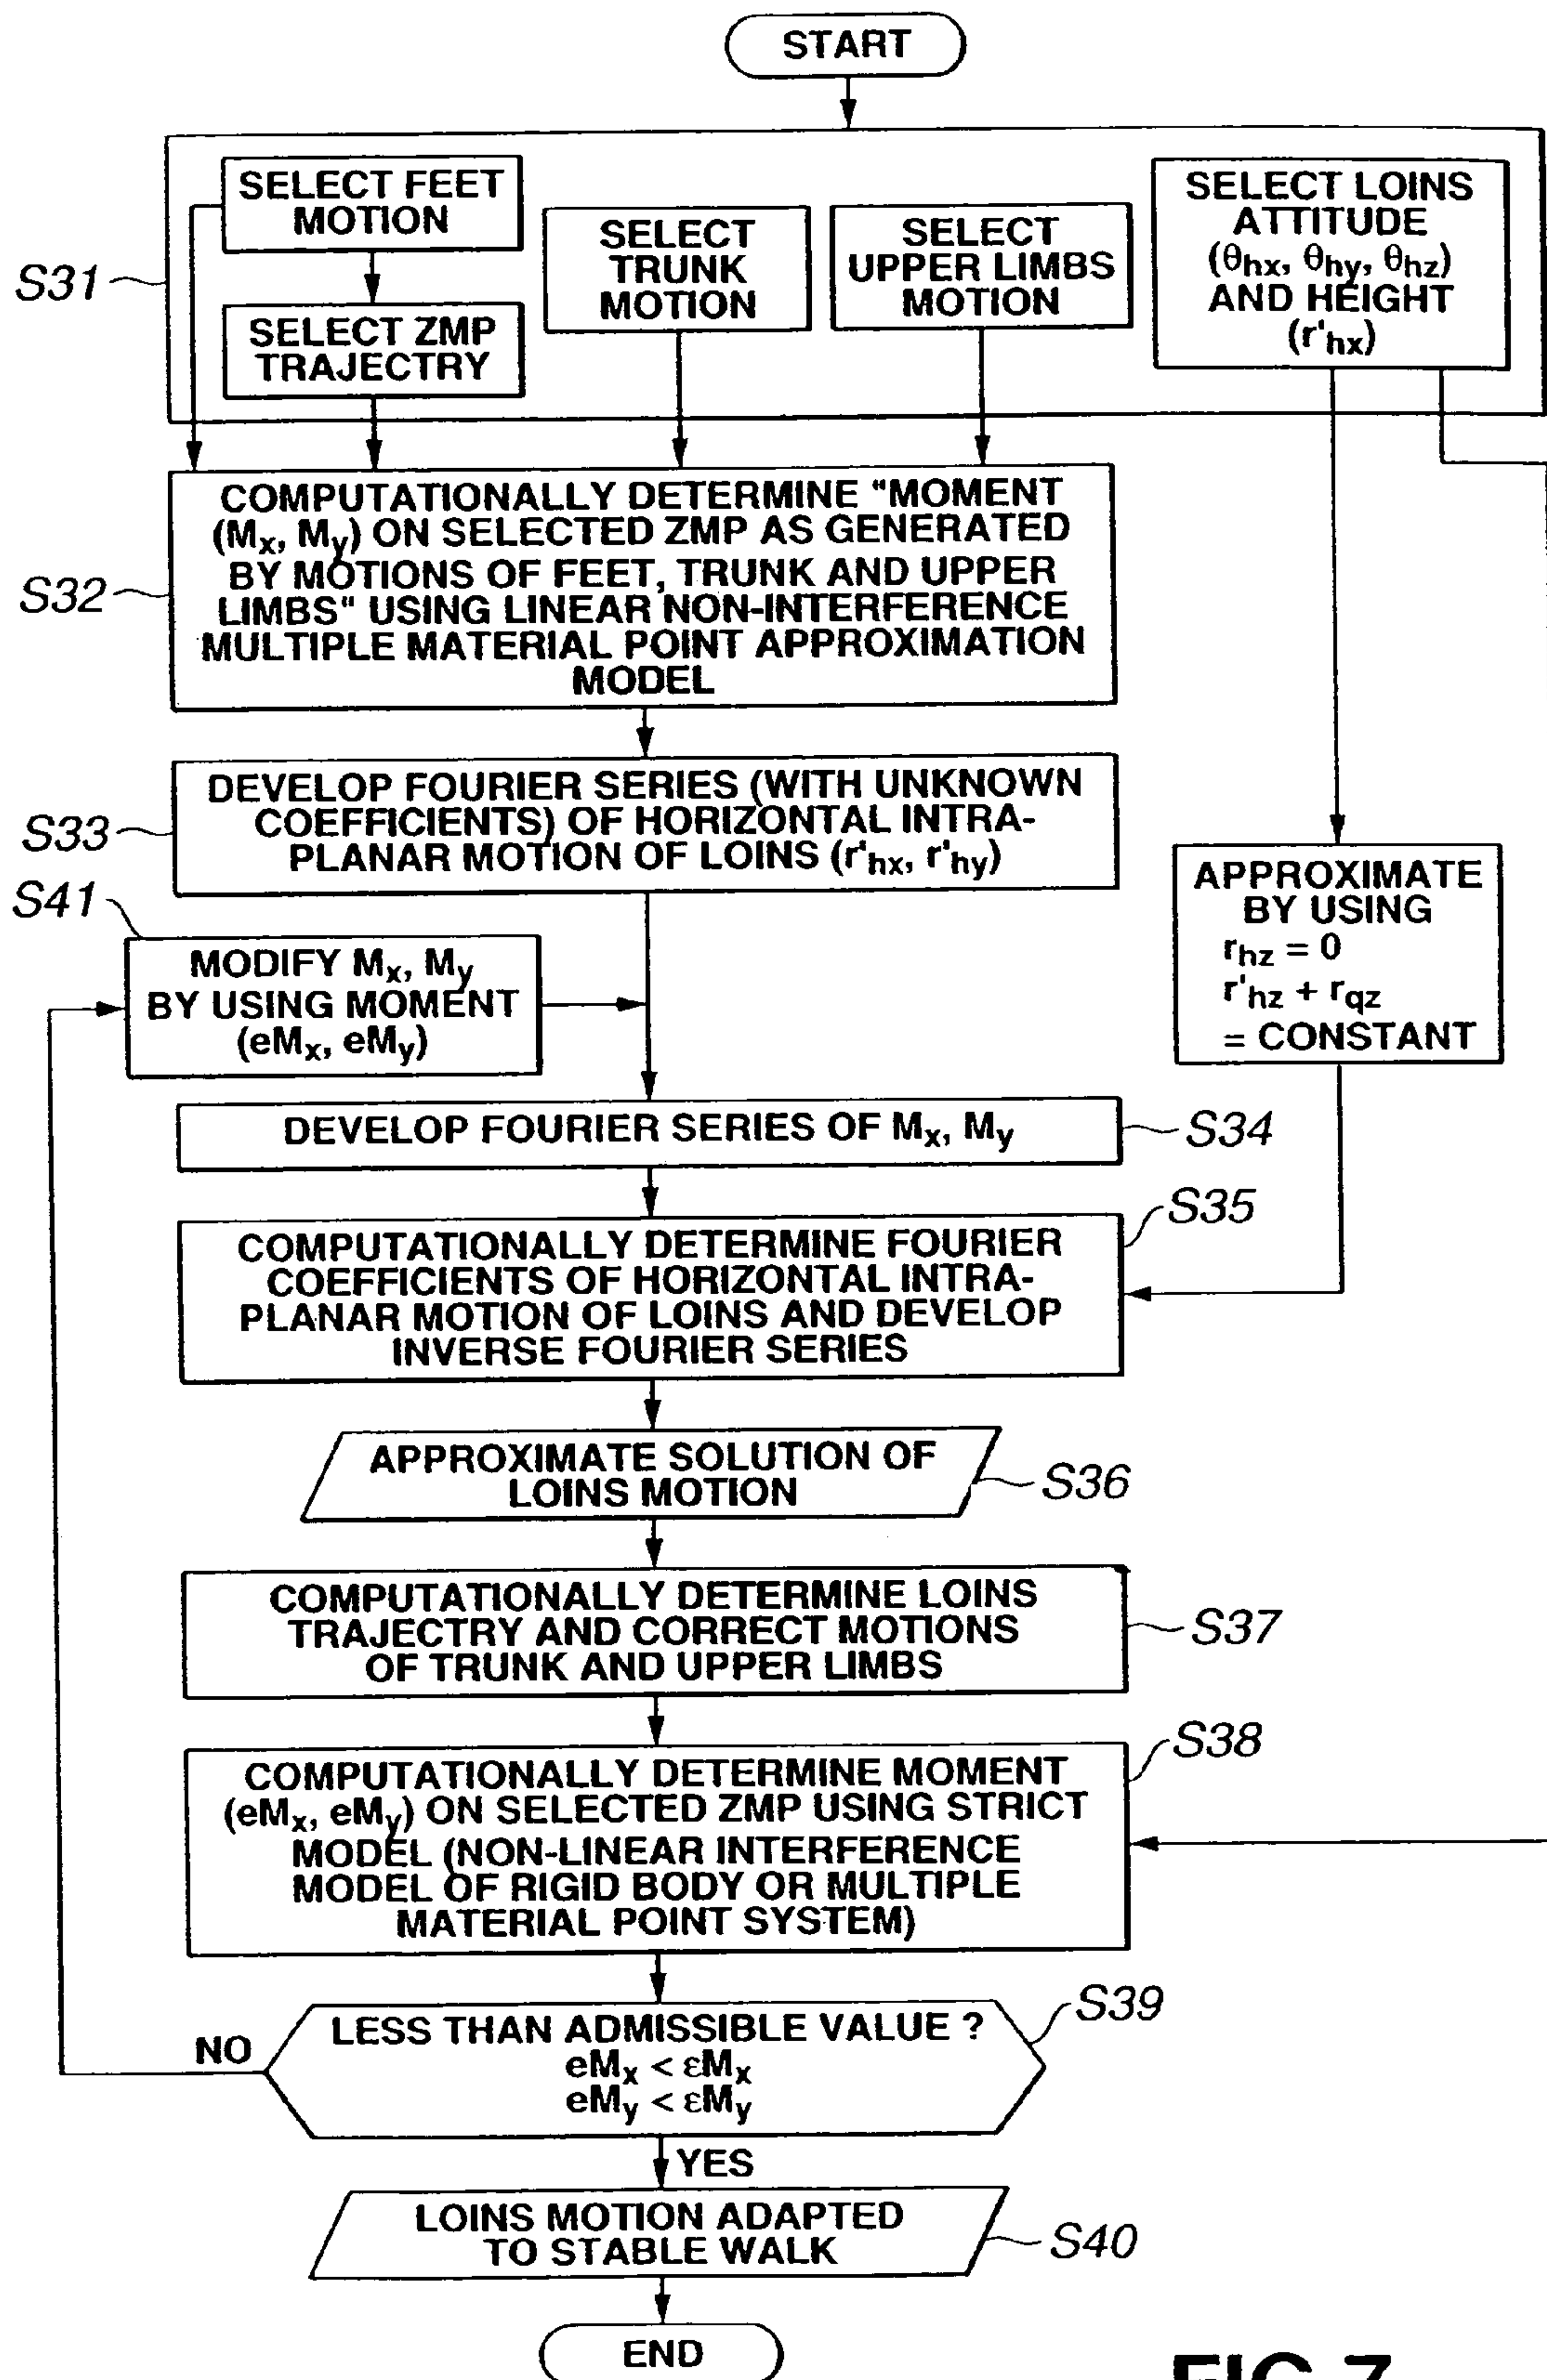 START
SELECT FEET
MOTION
SELECT ZMP
TRAJECTORY
SELECT
TRUNK
MOTION
SELECT
UPPER LIMBS
MOTION
SELECT LOINS
ATTITUDE
(θhx, θhy, θhz)
AND HEIGHT
(r'hx)
S31
COMPUTATIONALLY DETERMINE "MOMENT
(Mx, My) ON SELECTED ZMP AS GENERATED
BY MOTIONS OF FEET, TRUNK AND UPPER
LIMBS" USING LINEAR NON-INTERFERENCE
MULTIPLE MATERIAL POINT APPROXIMATION
MODEL
S32
DEVELOP FOURIER SERIES (WITH UNKNOWN
COEFFICIENTS) OF HORIZONTAL INTRA-
PLANAR MOTION OF LOINS (r'hx, r'hy)
S33
APPROXIMATE
BY USING
rhz = 0
r'hz + rqz
= CONSTANT
S41
MODIFY Mx, My
BY USING MOMENT
(eMx, eMy)
DEVELOP FOURIER SERIES OF Mx, My
S34
COMPUTATIONALLY DETERMINE FOURIER
COEFFICIENTS OF HORIZONTAL INTRA-
PLANAR MOTION OF LOINS AND DEVELOP
INVERSE FOURIER SERIES
S35
APPROXIMATE SOLUTION OF
LOINS MOTION
S36
COMPUTATIONALLY DETERMINE LOINS
TRAJECTRY AND CORRECT MOTIONS
OF TRUNK AND UPPER LIMBS
S37
COMPUTATIONALLY DETERMINE MOMENT
(eMx, eMy) ON SELECTED ZMP USING STRICT
MODEL (NON-LINEAR INTERFERENCE
MODEL OF RIGID BODY OR MULTIPLE
MATERIAL POINT SYSTEM)
S38
LESS THAN ADMISSIBLE VALUE ?
eMx < εMx
eMy < εMy
S39
NO
YES
LOINS MOTION ADAPTED
TO STABLE WALK
S40
END
FIG.7